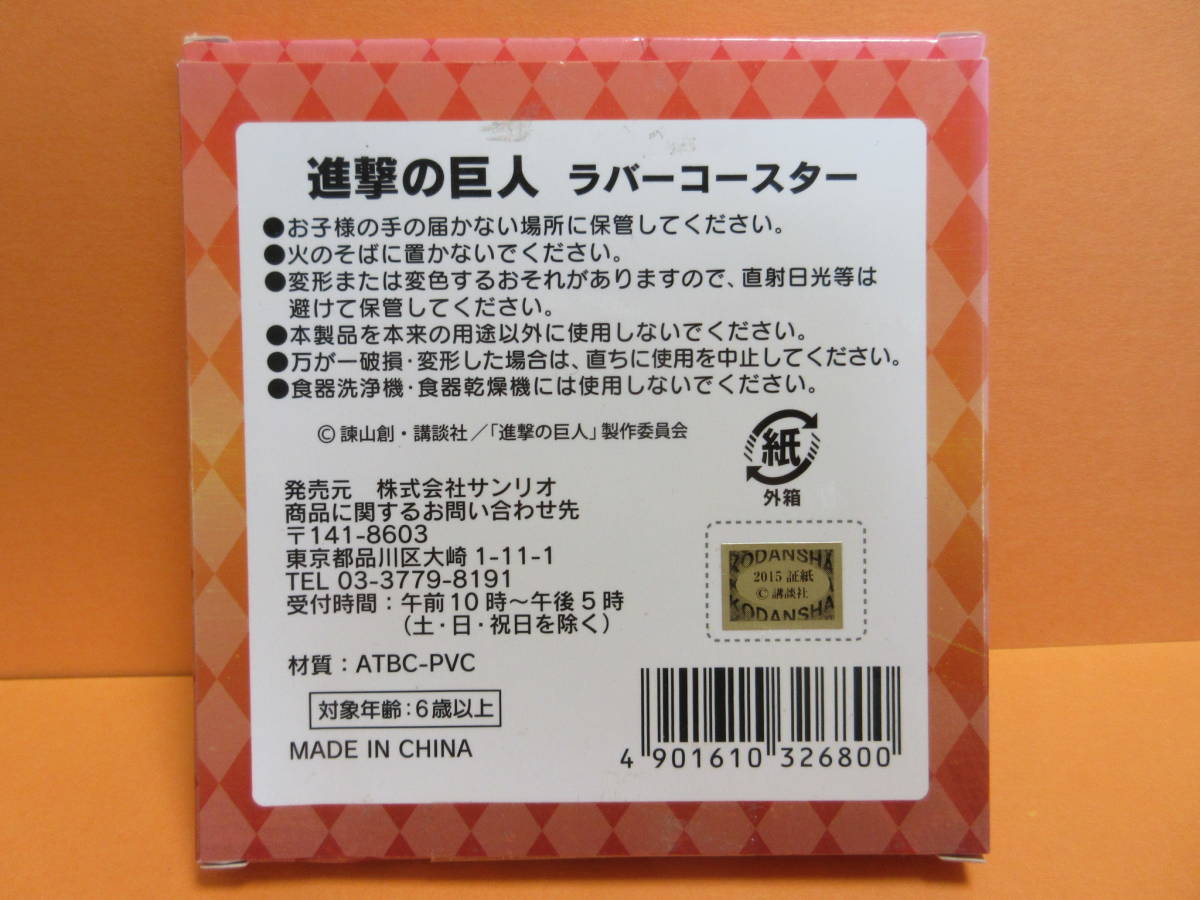 進撃の巨人 ラバーコースター
●お子様の手の届かない場所に保管してください。
●火のそばに置かないでください。
●変形または変色するおそれがありますので、直射日光等は
避けて保管してください。
●本製品を本来の用途以外に使用しないでください。
●万が一破損・変形した場合は、直ちに使用を中止してください。
●食器洗浄機・食器乾燥機には使用しないでください。
© 諫山創・講談社／「進撃の巨人」製作委員会
紙
外箱
発売元 株式会社サンリオ
商品に関するお問い合わせ先
〒141-8603
東京都品川区大崎 1-11-1
TEL 03-3779-8191
受付時間：午前10時～午後5時
（土・日・祝日を除く）
KODANSHA
2015 証紙
© 講談社
KODANSHA
材質：ATBC-PVC
対象年齢：6歳以上
MADE IN CHINA
4 901610 326800